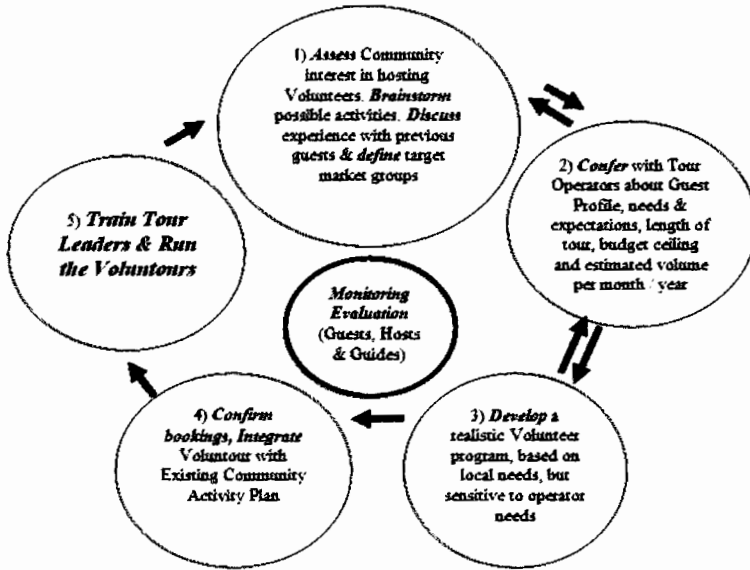 1) Assess Community
interest in hosting
Volunteers. Brainstorm
possible activities. Discuss
experience with previous
guests & define target
market groups
2) Confer with Tour
Operators about Guest
Profile, needs &
expectations, length of
tour, budget ceiling
and estimated volume
per month / year
3) Develop a
realistic Volunteer
program, based on
local needs, but
sensitive to operator
needs
4) Confirm
bookings, Integrate
Voluntour with
Existing Community
Activity Plan
5) Train Tour
Leaders & Run
the Voluntours
Monitoring
Evaluation
(Guests, Hosts
& Guides)